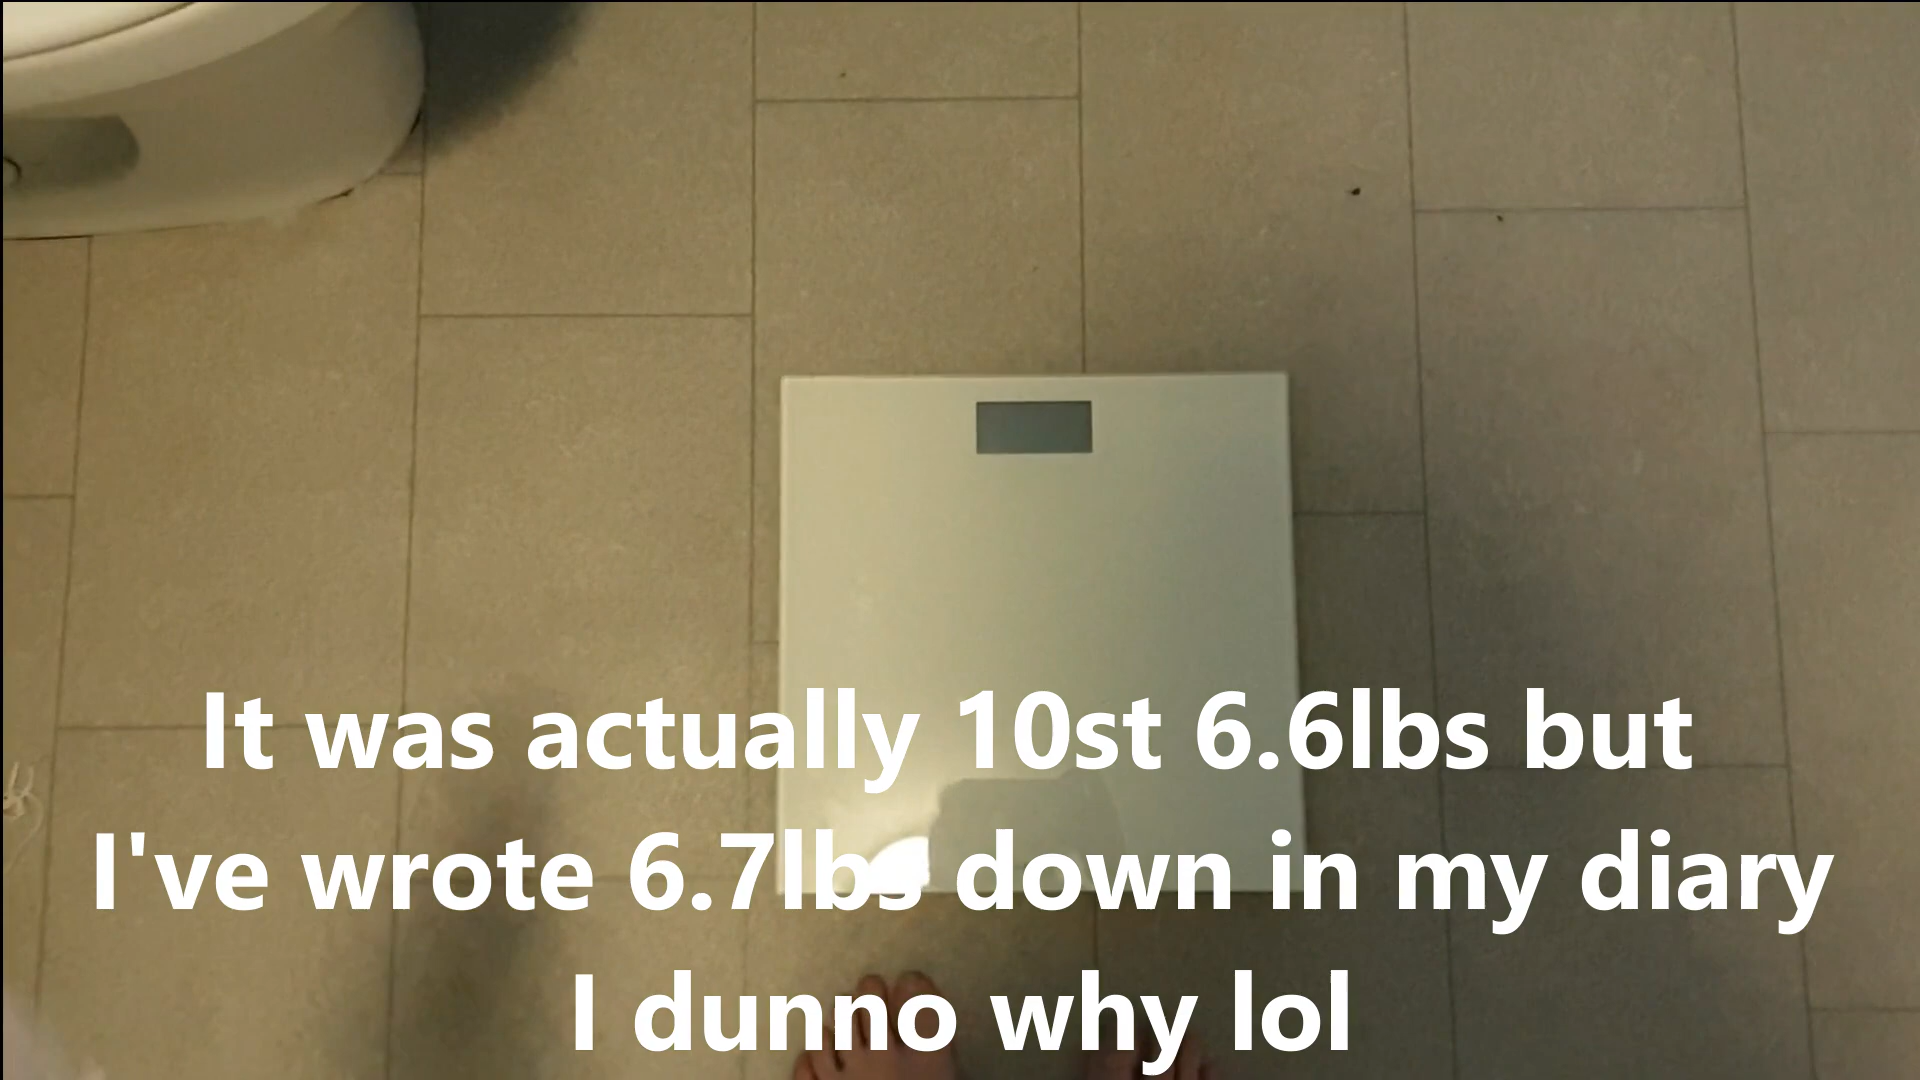 It was actually 10st 6.6lbs but
I've wrote 6.7lbs down in my diary
I dunno why lol